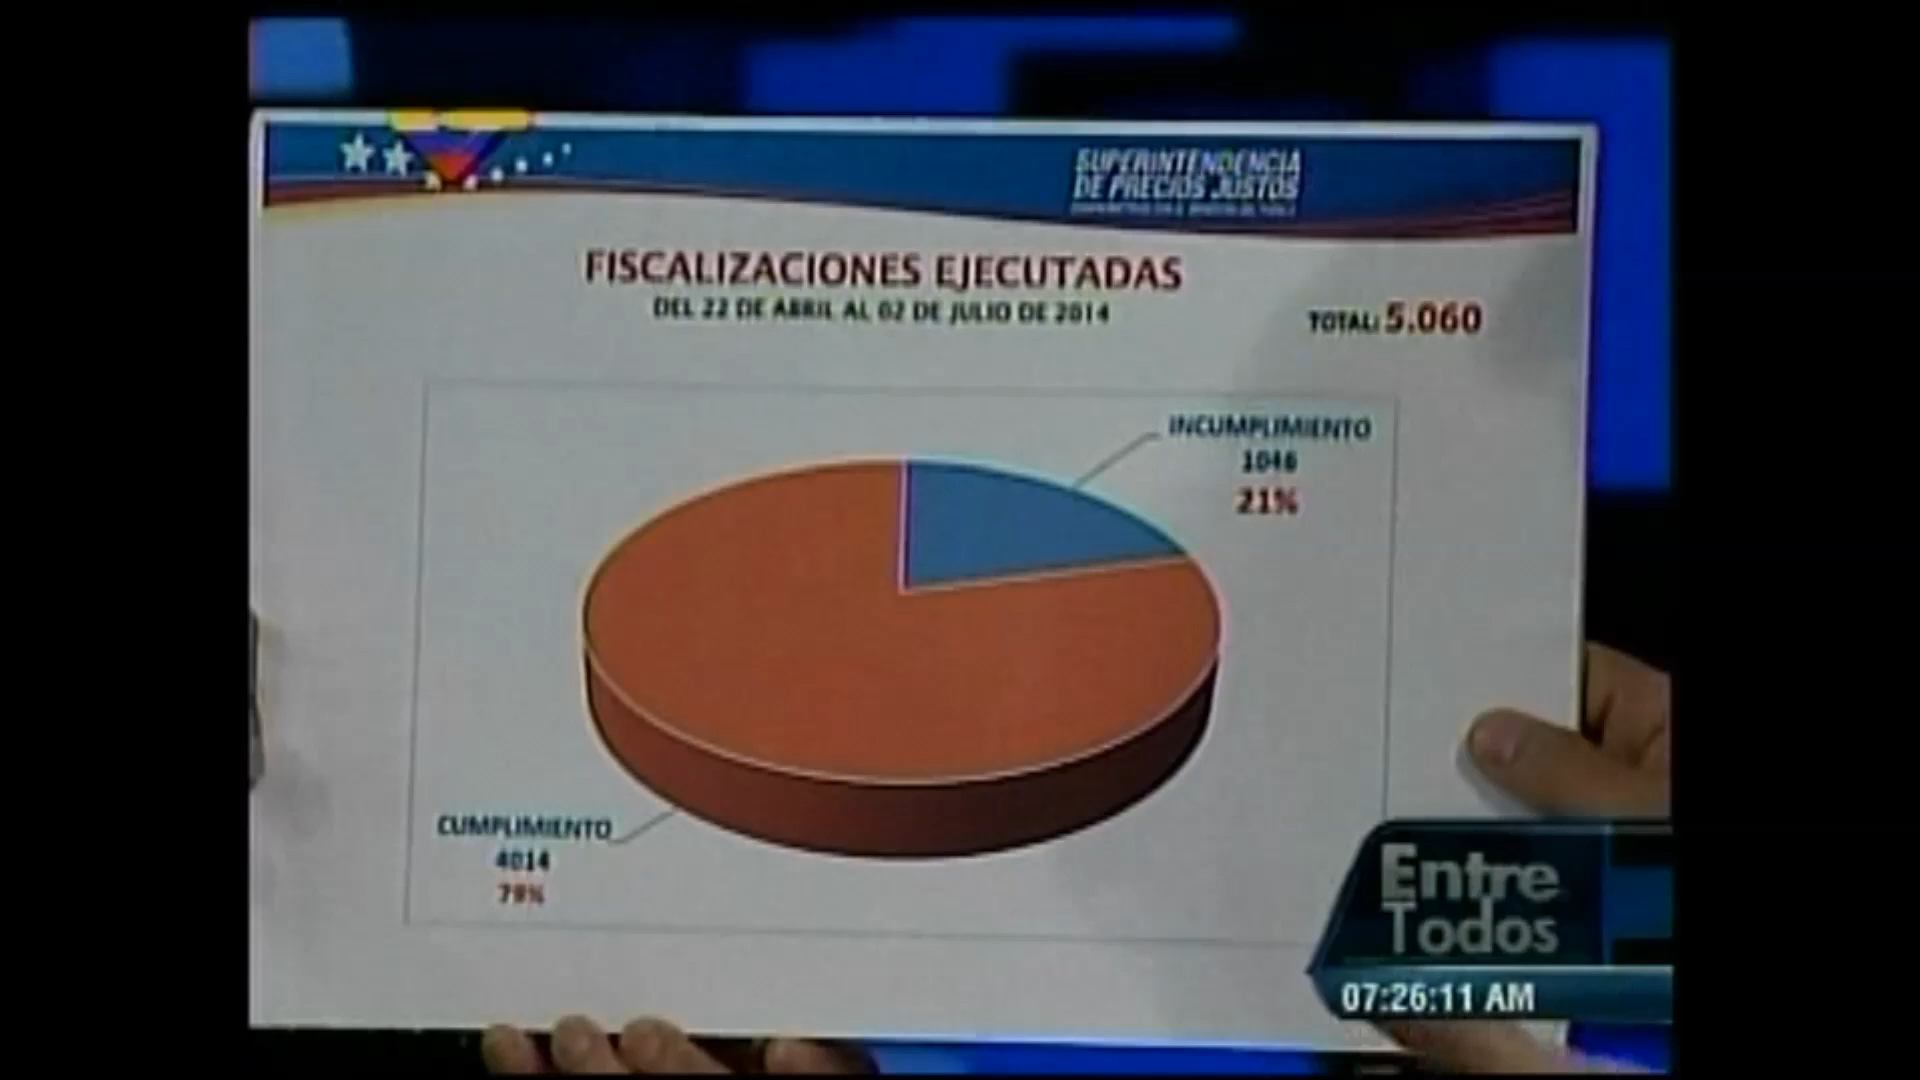 SUPERINTENDENCIA
DE PRECIOS JUSTOS
FISCALIZACIONES EJECUTADAS
DEL 22 DE ABRIL AL 02 DE JULIO DE 2014
TOTAL: 5.060
INCUMPLIMIENTO
1046
21%
CUMPLIMIENTO
4014
79%
Entre
Todos
07:26:11 AM